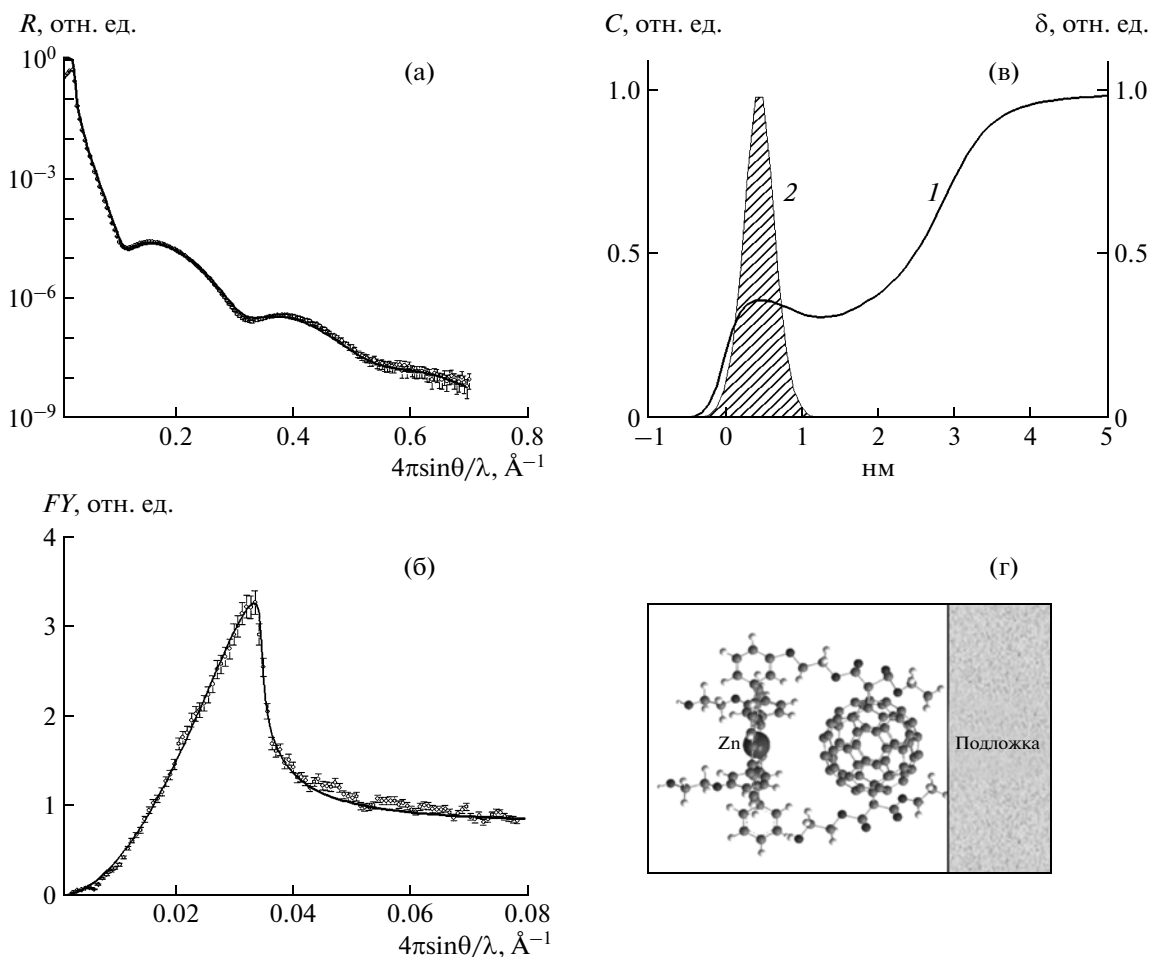 R, отн. ед.
(а)
10⁰
10⁻³
10⁻⁶
10⁻⁹
0.2 0.4 0.6 0.8
4πsinθ/λ, Å⁻¹
C, отн. ед. δ, отн. ед.
(в)
1.0 1.0
2 1
0.5 0.5
0 0
−1 0 1 2 3 4 5
нм
FY, отн. ед.
(б)
4
3
2
1
0
0.02 0.04 0.06 0.08
4πsinθ/λ, Å⁻¹
(г)
Zn
Подложка